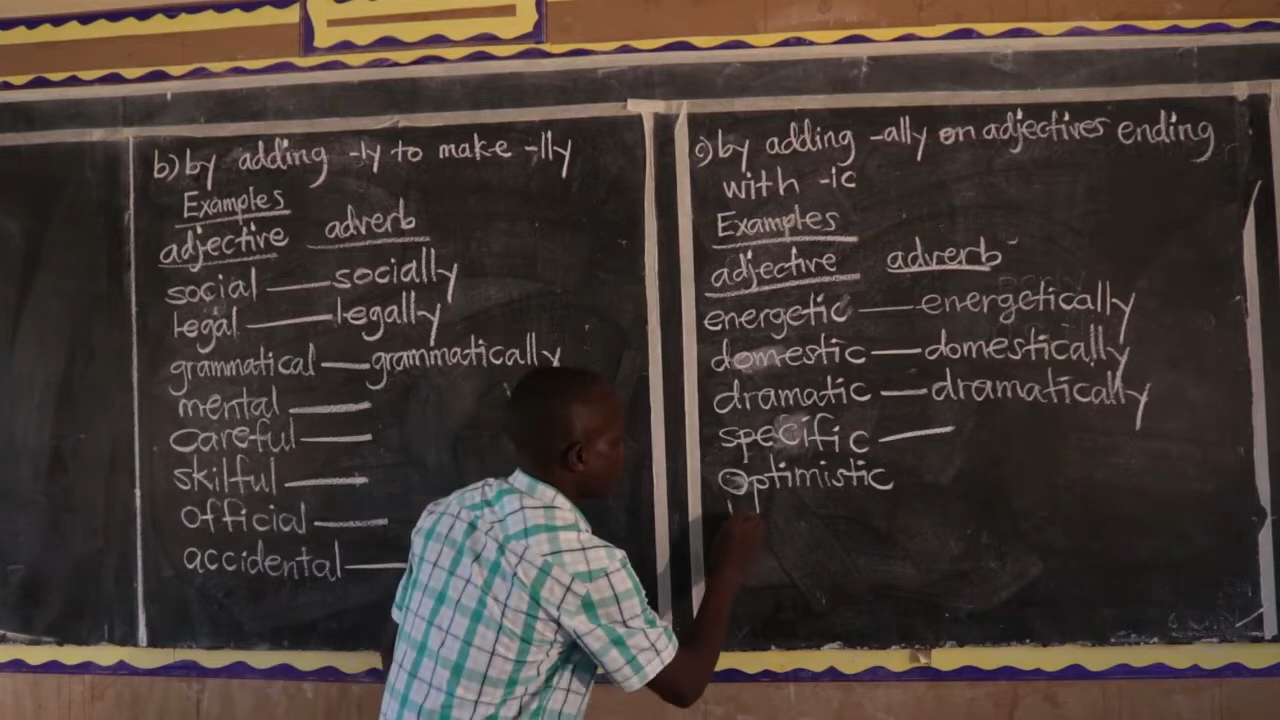 b) by adding -ly to make -lly
Examples
adjective adverb
social — socially
legal — legally
grammatical — grammatically
mental —
careful —
skilful —
official —
accidental —
c) by adding -ally on adjectives ending
with -ic
Examples
adjective adverb
energetic — energetically
domestic — domestically
dramatic — dramatically
specific —
optimistic